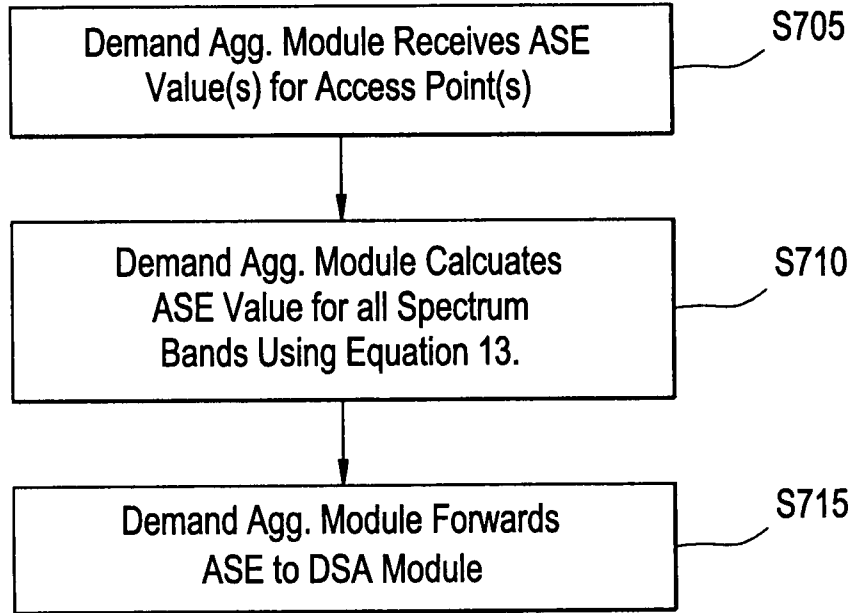 Demand Agg. Module Receives ASE
Value(s) for Access Point(s)
S705
Demand Agg. Module Calcuates
ASE Value for all Spectrum
Bands Using Equation 13.
S710
Demand Agg. Module Forwards
ASE to DSA Module
S715